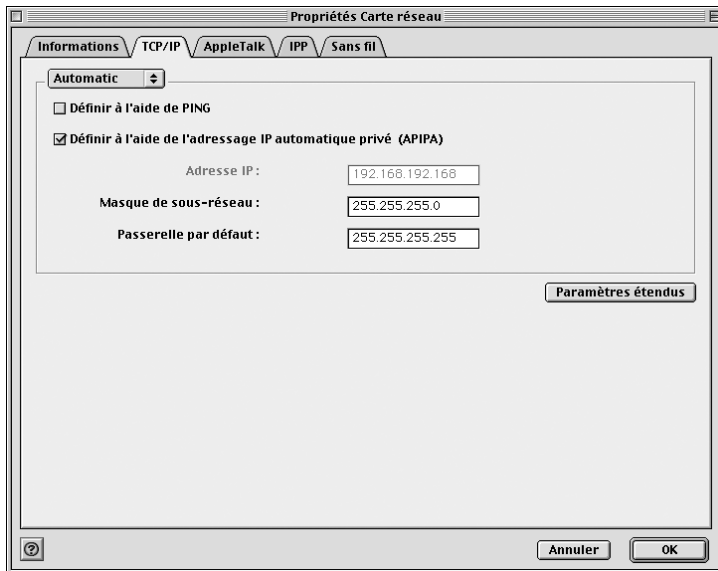 Propriétés Carte réseau
Informations TCP/IP AppleTalk IPP Sans fil
Automatic
Définir à l'aide de PING
Définir à l'aide de l'adressage IP automatique privé (APIPA)
Adresse IP : 192.168.192.168
Masque de sous-réseau : 255.255.255.0
Passerelle par défaut : 255.255.255.255
Paramètres étendus
? Annuler OK